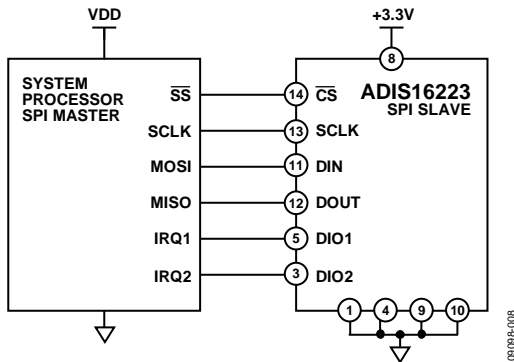 VDD
+3.3V
8
SYSTEM
PROCESSOR
SPI MASTER
ADIS16223
SPI SLAVE
SS 14 CS
SCLK 13 SCLK
MOSI 11 DIN
MISO 12 DOUT
IRQ1 5 DIO1
IRQ2 3 DIO2
1 4 9 10
09098-008